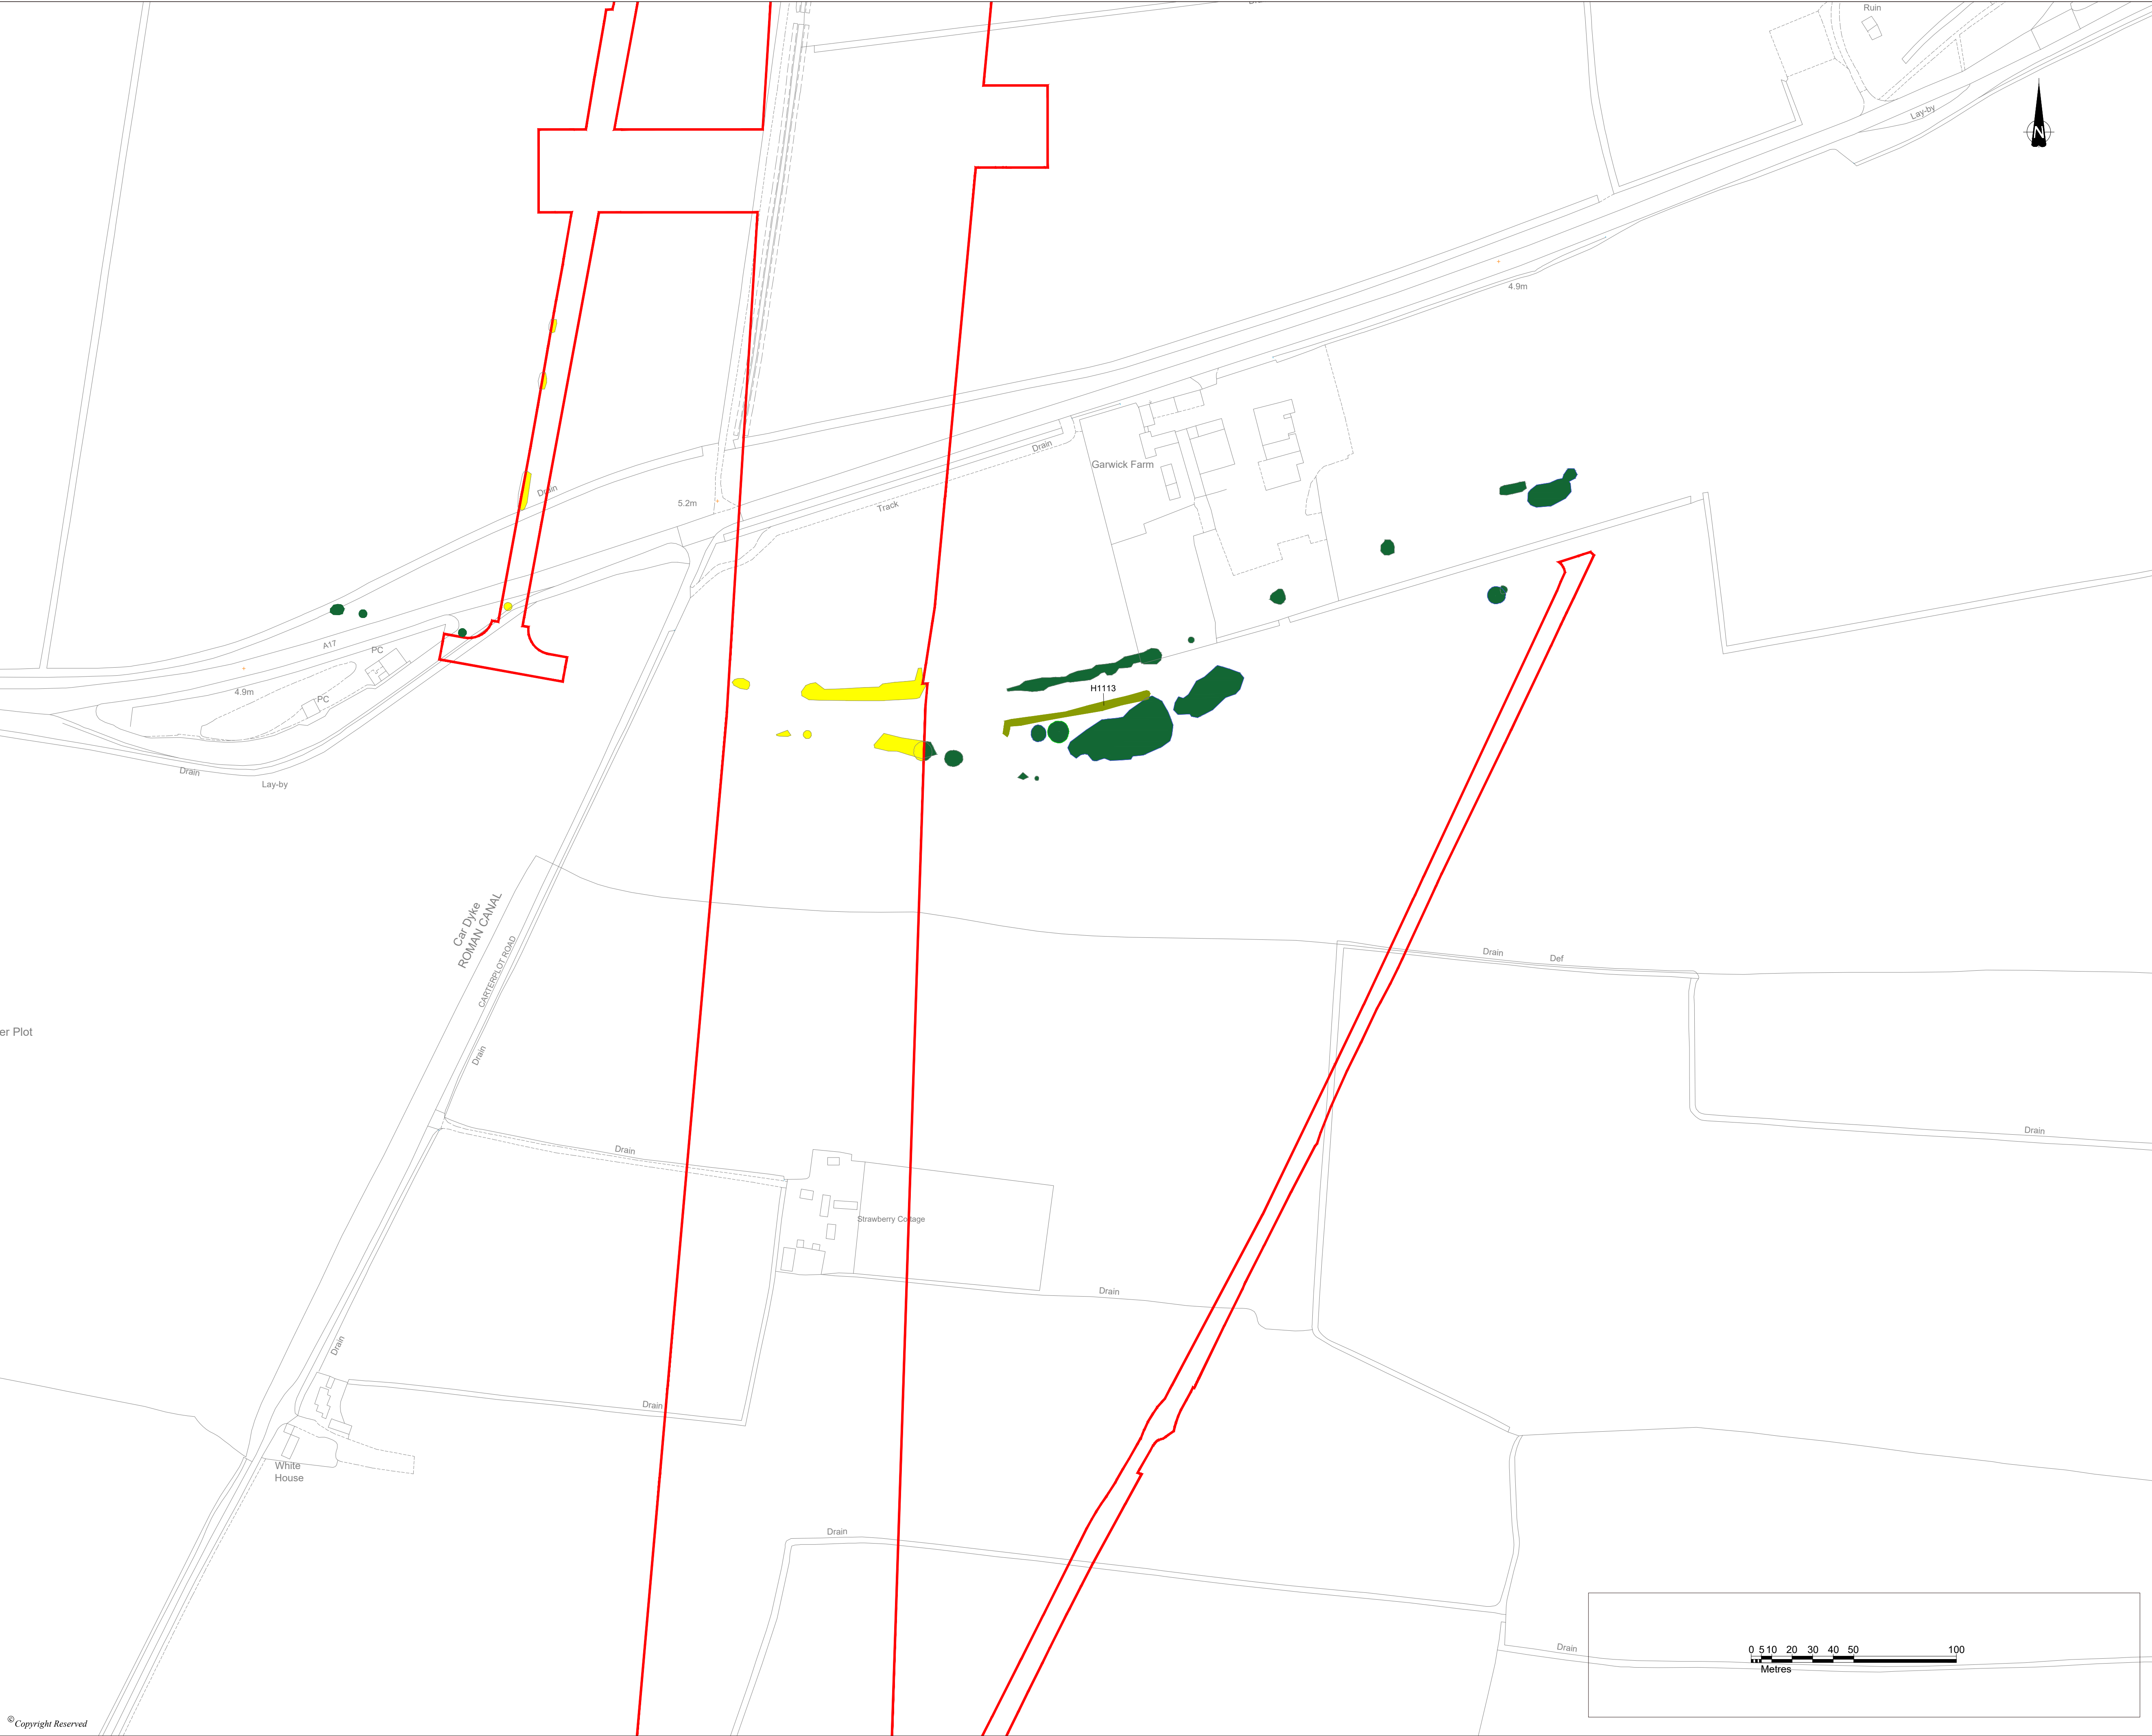 Ruin
Lay-by
N
4.9m
Drain
Garwick Farm
Drain
5.2m
Track
A17
PC
4.9m
PC
H1113
Drain
Lay-by
Car Dyke
ROMAN CANAL
CARTERPLOT ROAD
Drain
Def
er Plot
Drain
Drain
Drain
Strawberry Cottage
Drain
Drain
Drain
White
House
Drain
Drain
0 5 10 20 30 40 50 100
Metres
© Copyright Reserved